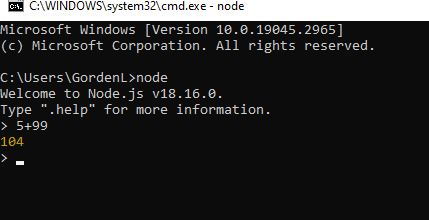 C:\WINDOWS\system32\cmd.exe - node
Microsoft Windows [Version 10.0.19045.2965]
(c) Microsoft Corporation. All rights reserved.
C:\Users\GordenL>node
Welcome to Node.js v18.16.0.
Type ".help" for more information.
> 5+99
104
>